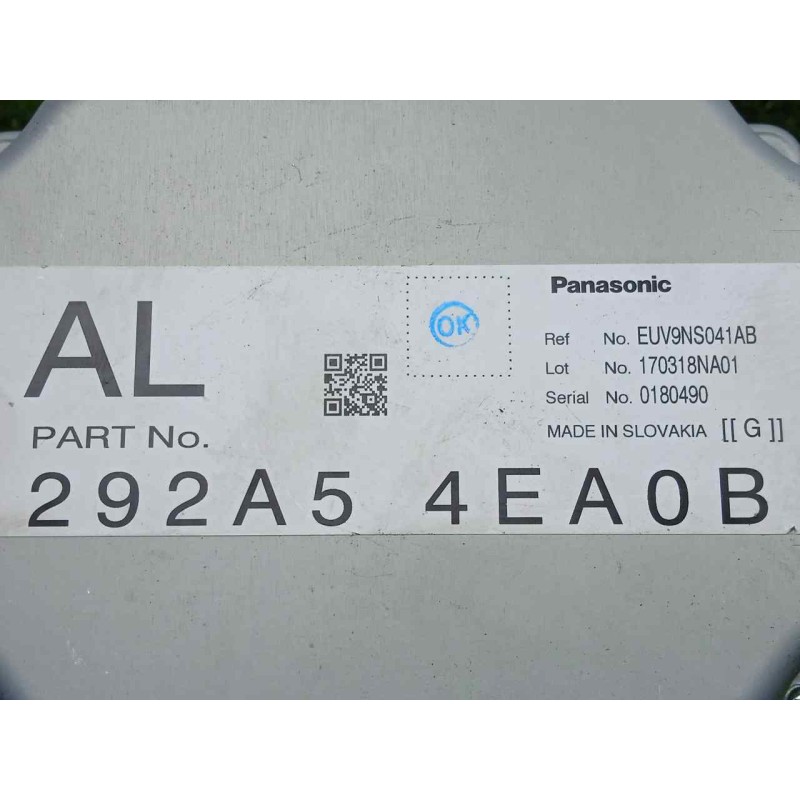 AL
PART No.
292A5 4EA0B
OK
Panasonic
Ref No. EUV9NS041AB
Lot No. 170318NA01
Serial No. 0180490
MADE IN SLOVAKIA [[ G ]]